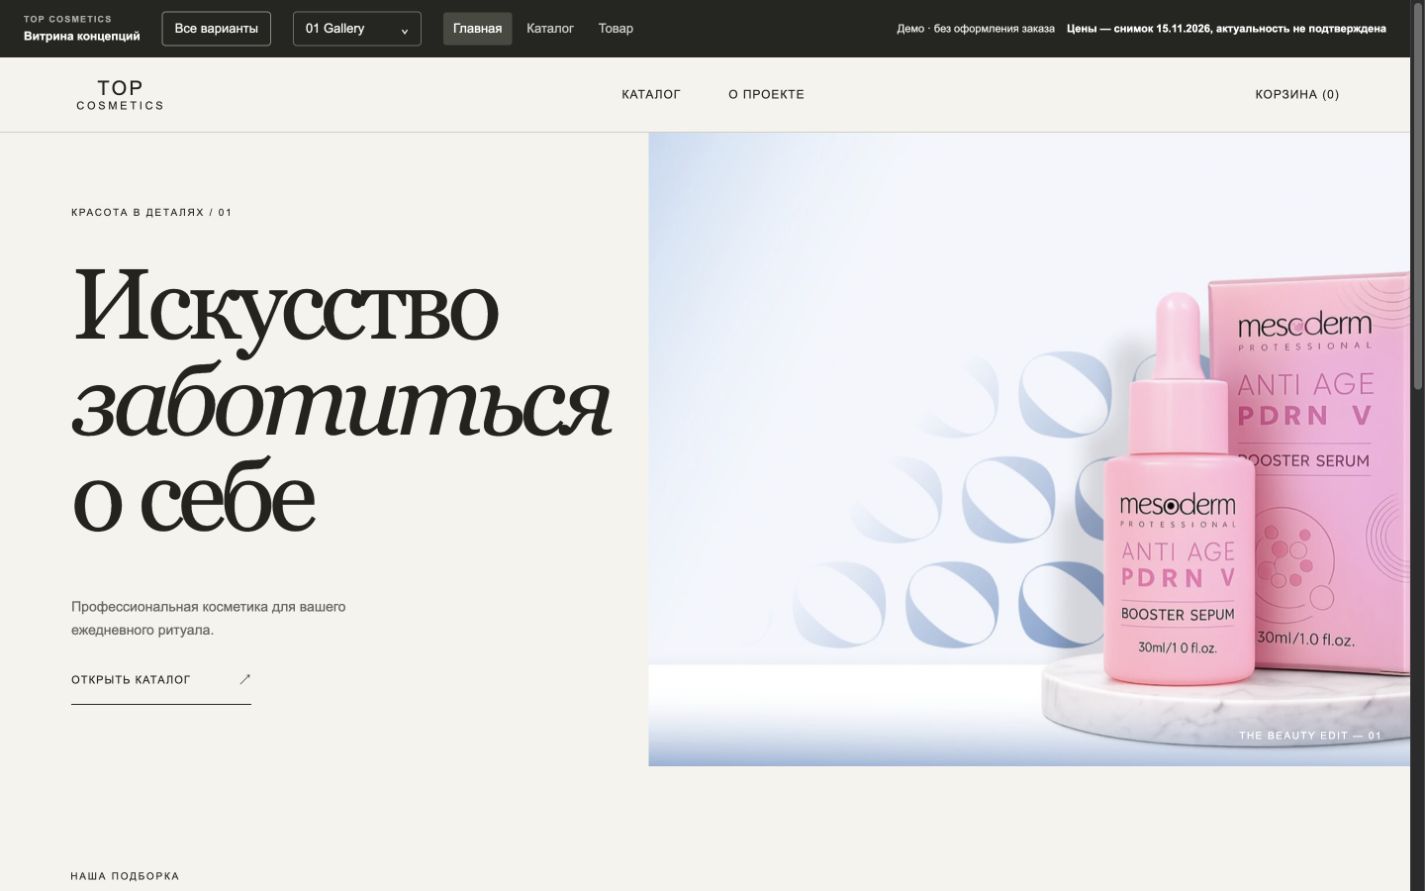 TOP COSMETICS
Витрина концепций
Все варианты
01 Gallery
Главная
Каталог
Товар
Демо · без оформления заказа
Цены — снимок 15.11.2026, актуальность не подтверждена
TOP
COSMETICS
КАТАЛОГ
О ПРОЕКТЕ
КОРЗИНА (0)
КРАСОТА В ДЕТАЛЯХ / 01
Искусство
заботиться
о себе
Профессиональная косметика для вашего
ежедневного ритуала.
ОТКРЫТЬ КАТАЛОГ
mesoderm
PROFESSIONAL
ANTI AGE
PDRN V
BOOSTER SERUM
30ml/1.0 fl.oz.
mesoderm
PROFESSIONAL
ANTI AGE
PDRN V
BOOSTER SEPUM
30ml/1 0 fl.oz.
THE BEAUTY EDIT — 01
НАША ПОДБОРКА